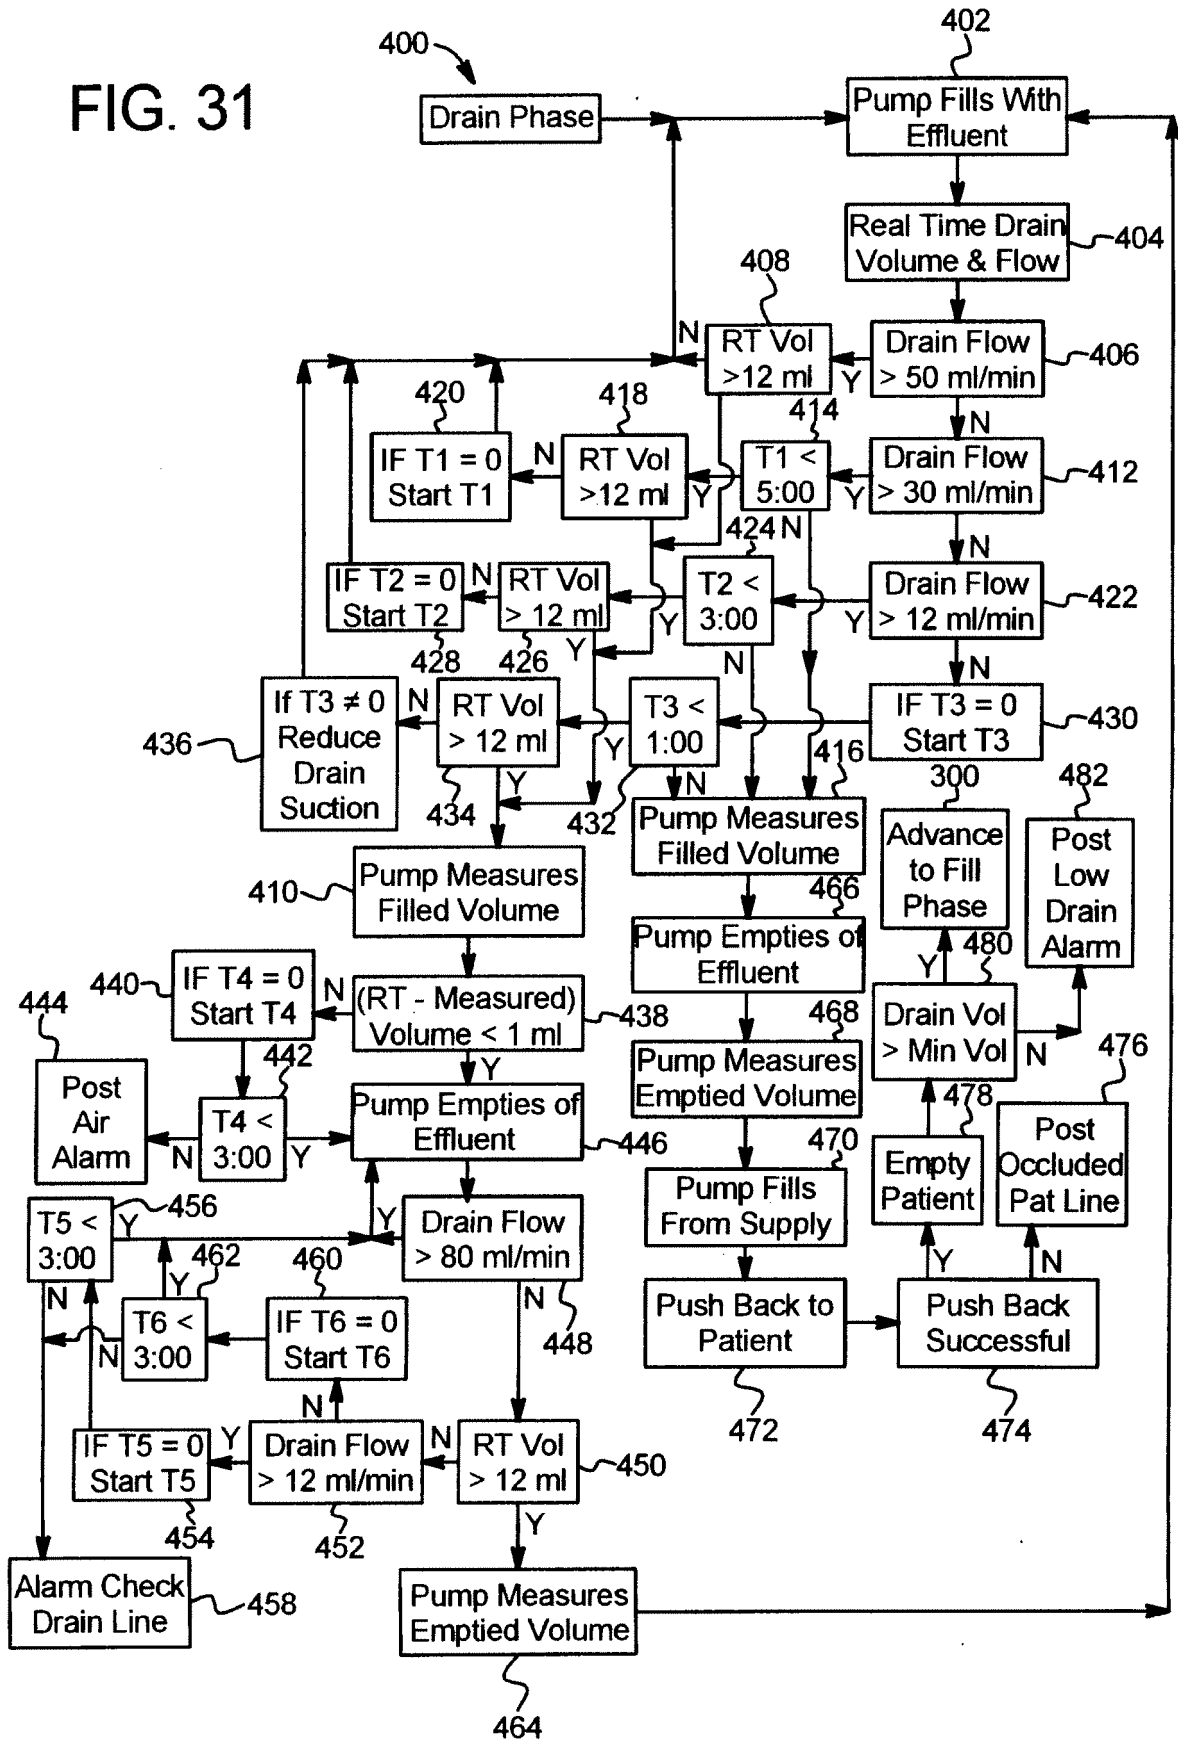 FIG. 31
400
402
Drain Phase
Pump Fills With
Effluent
Real Time Drain
Volume & Flow
404
408
N
RT Vol
>12 ml
Y
Drain Flow
> 50 ml/min
406
N
420
418
414
IF T1 = 0
Start T1
N
RT Vol
>12 ml
Y
T1 <
5:00
N
Y
Drain Flow
> 30 ml/min
412
N
424
IF T2 = 0
Start T2
428
N
RT Vol
> 12 ml
426
Y
Y
T2 <
3:00
N
Y
Drain Flow
> 12 ml/min
422
N
If T3 ≠ 0
Reduce
Drain
Suction
436
N
RT Vol
> 12 ml
434
Y
Y
T3 <
1:00
432
N
IF T3 = 0
Start T3
430
416
300
482
Pump Measures
Filled Volume
410
Pump Measures
Filled Volume
466
Advance
to Fill
Phase
480
Post
Low
Drain
Alarm
440
IF T4 = 0
Start T4
N
(RT - Measured)
Volume < 1 ml
438
Y
Pump Empties of
Effluent
468
Y
Drain Vol
> Min Vol
N
444
442
Post
Air
Alarm
N
T4 <
3:00
Y
Pump Empties of
Effluent
446
Pump Measures
Emptied Volume
470
478
476
Empty
Patient
Post
Occluded
Pat Line
456
T5 <
3:00
Y
N
462
460
Y
Drain Flow
> 80 ml/min
448
N
Pump Fills
From Supply
Y
N
Y
T6 <
3:00
N
IF T6 = 0
Start T6
Push Back to
Patient
472
Push Back
Successful
474
IF T5 = 0
Start T5
454
Y
N
Drain Flow
> 12 ml/min
452
N
RT Vol
> 12 ml
450
Y
Alarm Check
Drain Line
458
Pump Measures
Emptied Volume
464